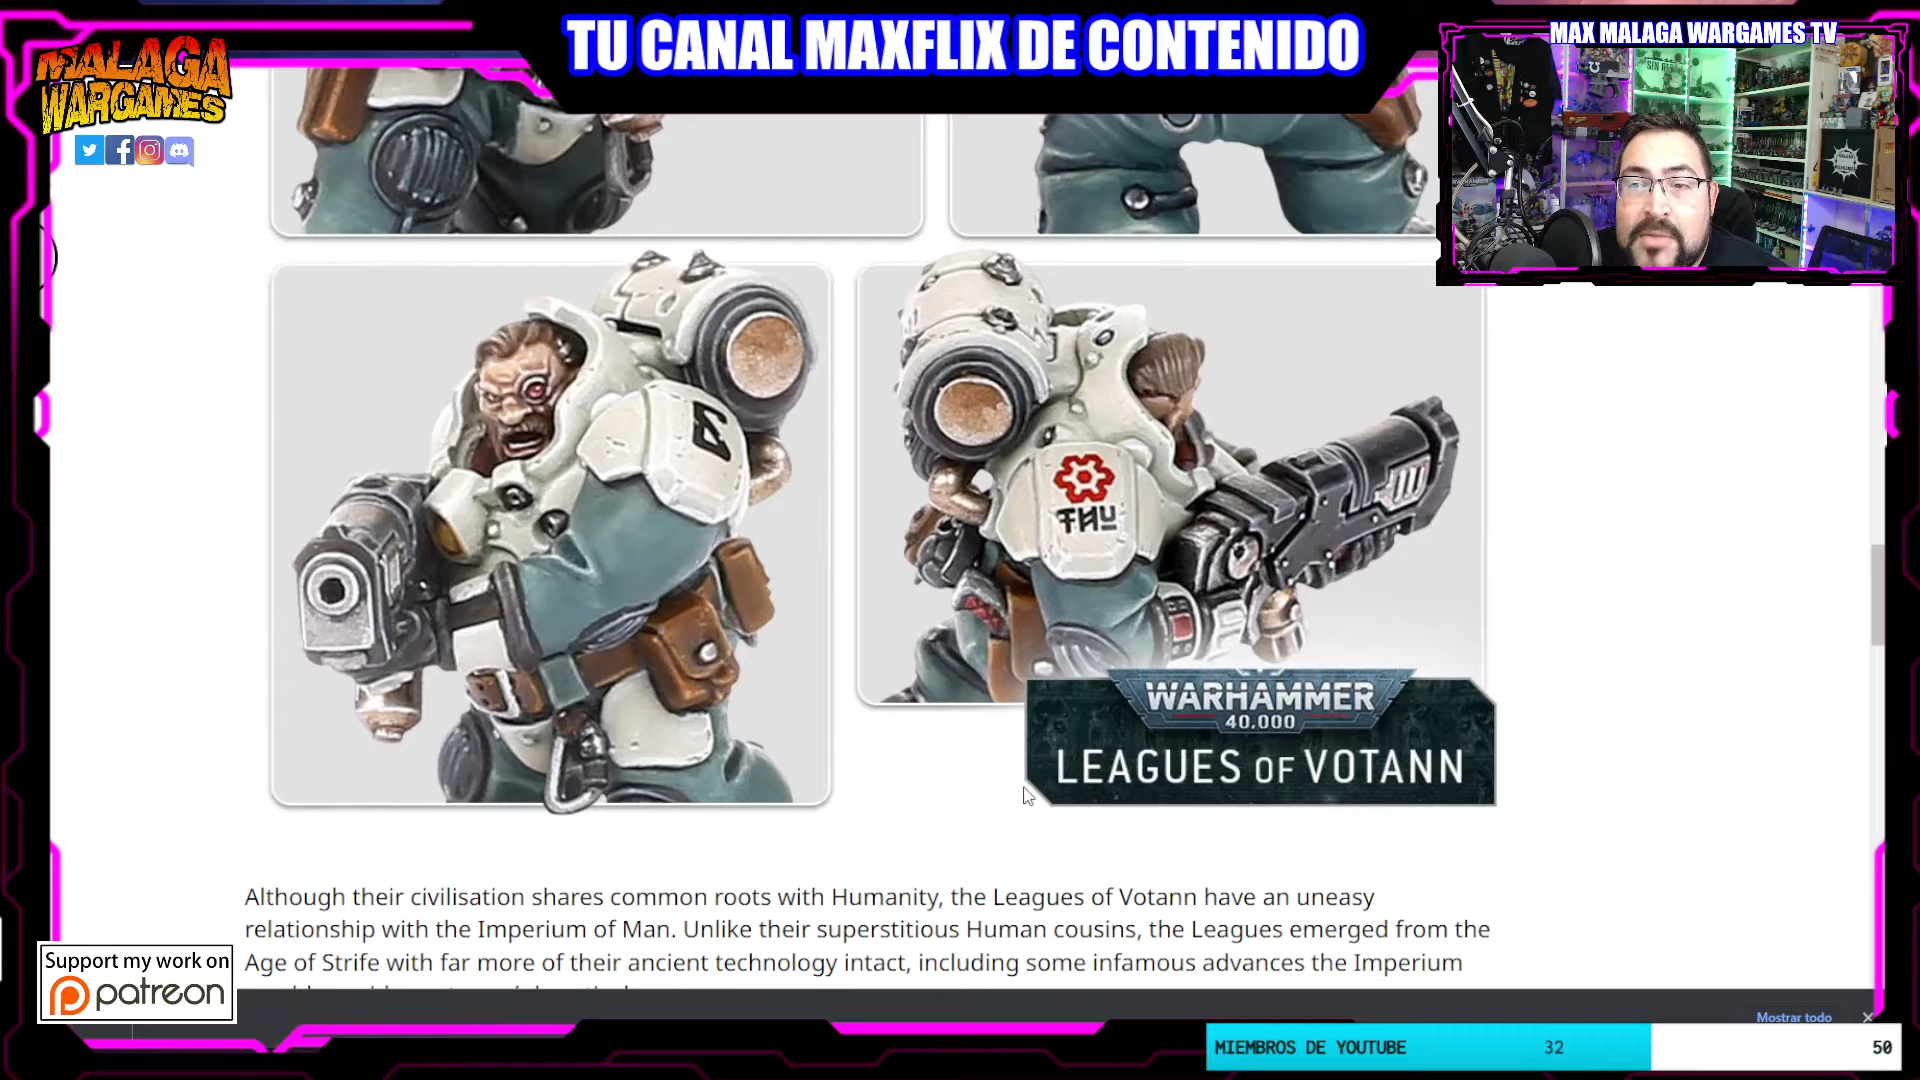 TU CANAL MAXFLIX DE CONTENIDO
MAX MALAGA WARGAMES TV
MALAGA
WARGAMES
THU
WARHAMMER
40,000
LEAGUES OF VOTANN
Although their civilisation shares common roots with Humanity, the Leagues of Votann have an uneasy
relationship with the Imperium of Man. Unlike their superstitious Human cousins, the Leagues emerged from the
Age of Strife with far more of their ancient technology intact, including some infamous advances the Imperium
Support my work on
patreon
Mostrar todo
MIEMBROS DE YOUTUBE 32 50